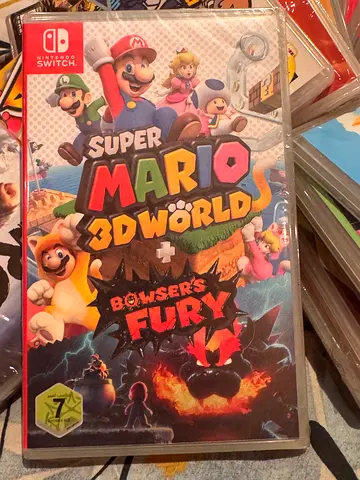 NINTENDO
SWITCH
SUPER
MARIO
3D WORLD
+
BOWSER'S
FURY
7